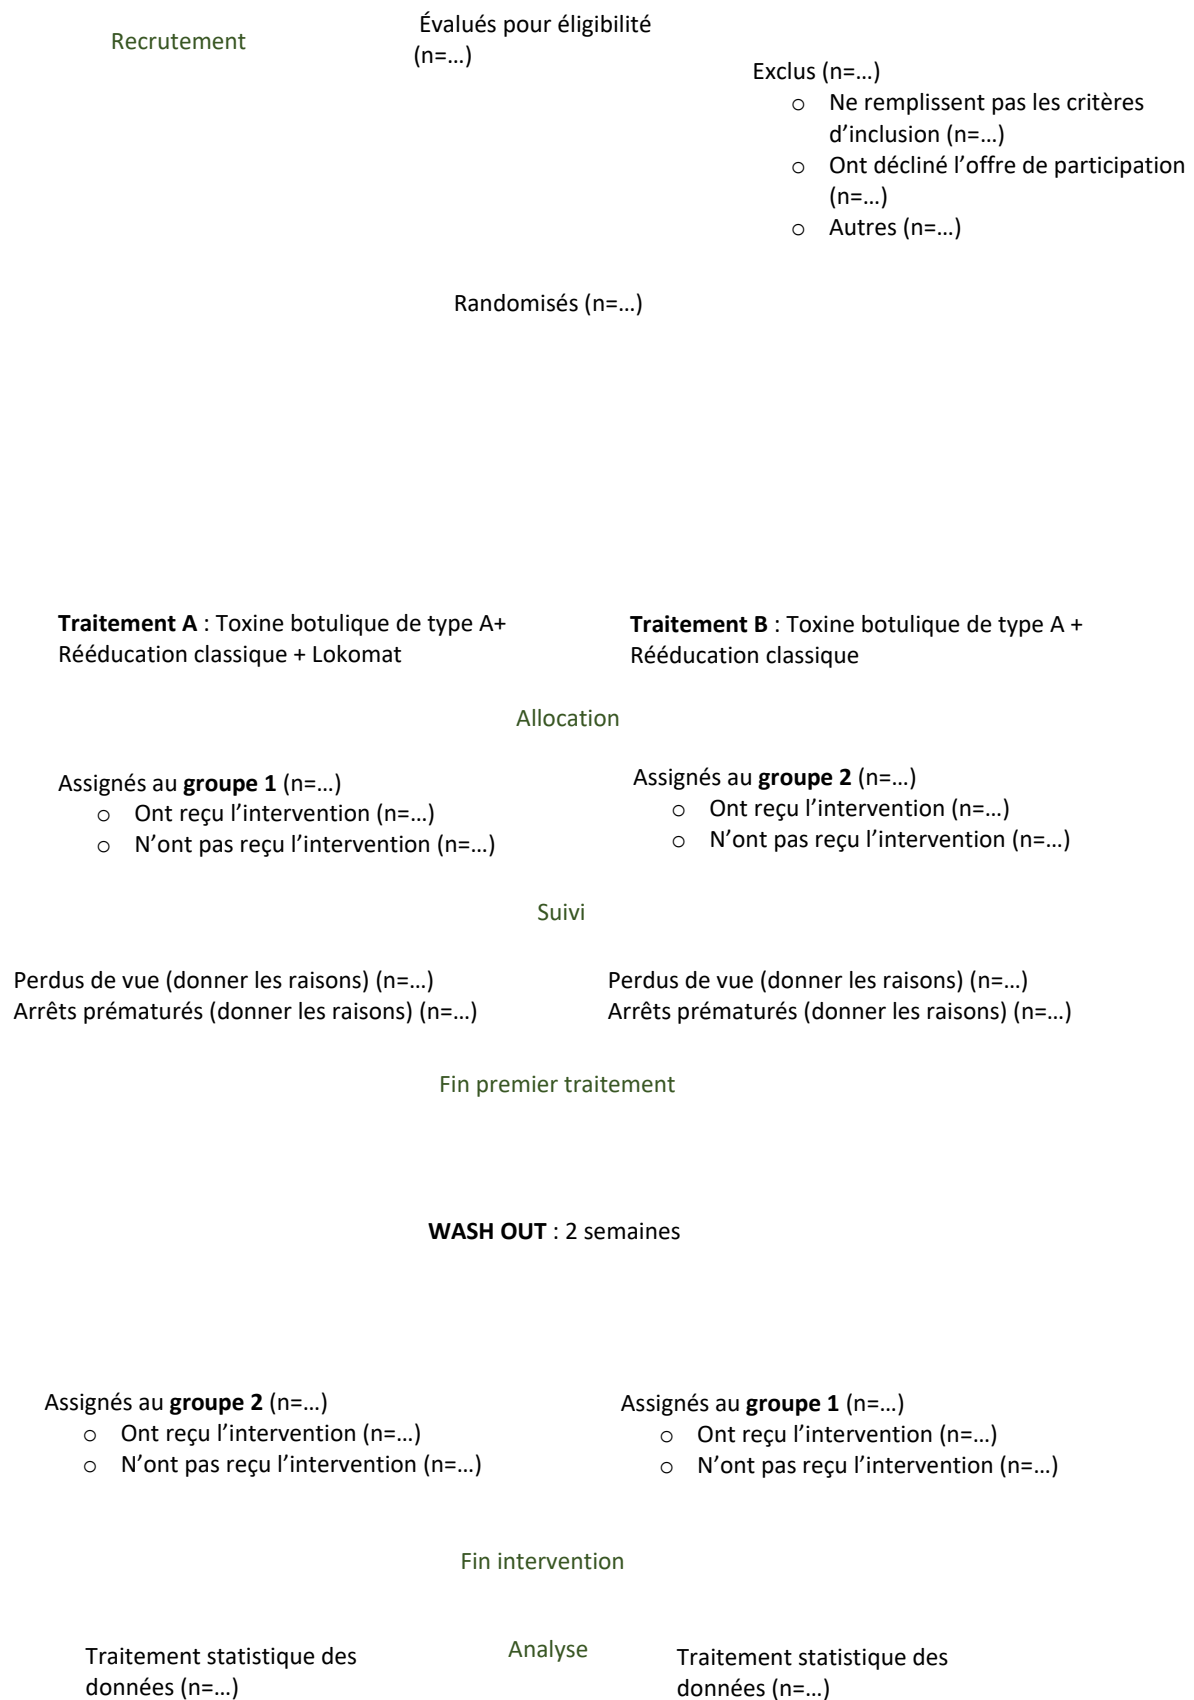 Recrutement
Évalués pour éligibilité
(n=…)
Exclus (n=…)
o Ne remplissent pas les critères
d’inclusion (n=…)
o Ont décliné l’offre de participation
(n=…)
o Autres (n=…)
Randomisés (n=…)
Traitement A : Toxine botulique de type A+
Rééducation classique + Lokomat
Traitement B : Toxine botulique de type A +
Rééducation classique
Allocation
Assignés au groupe 1 (n=…)
o Ont reçu l’intervention (n=…)
o N’ont pas reçu l’intervention (n=…)
Assignés au groupe 2 (n=…)
o Ont reçu l’intervention (n=…)
o N’ont pas reçu l’intervention (n=…)
Suivi
Perdus de vue (donner les raisons) (n=…)
Arrêts prématurés (donner les raisons) (n=…)
Perdus de vue (donner les raisons) (n=…)
Arrêts prématurés (donner les raisons) (n=…)
Fin premier traitement
WASH OUT : 2 semaines
Assignés au groupe 2 (n=…)
o Ont reçu l’intervention (n=…)
o N’ont pas reçu l’intervention (n=…)
Assignés au groupe 1 (n=…)
o Ont reçu l’intervention (n=…)
o N’ont pas reçu l’intervention (n=…)
Fin intervention
Analyse
Traitement statistique des
données (n=…)
Traitement statistique des
données (n=…)